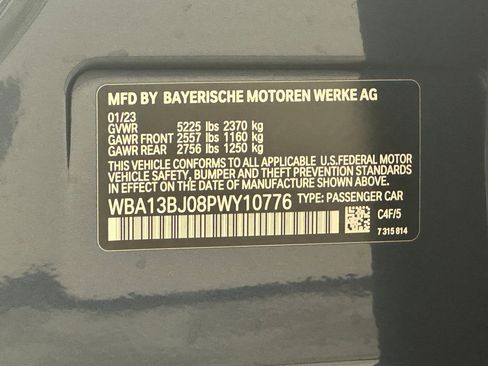 MFD BY BAYERISCHE MOTOREN WERKE AG
01/23
GVWR 5225 lbs 2370 kg
GAWR FRONT 2557 lbs 1160 kg
GAWR REAR 2756 lbs 1250 kg
THIS VEHICLE CONFORMS TO ALL APPLICABLE U.S.FEDERAL MOTOR
VEHICLE SAFETY, BUMPER AND THEFT PREVENTION STANDARDS
IN EFFECT ON THE DATE OF MANUFACTURE SHOWN ABOVE.
WBA13BJ08PWY10776 TYPE: PASSENGER CAR
C4F/5
7 315 814